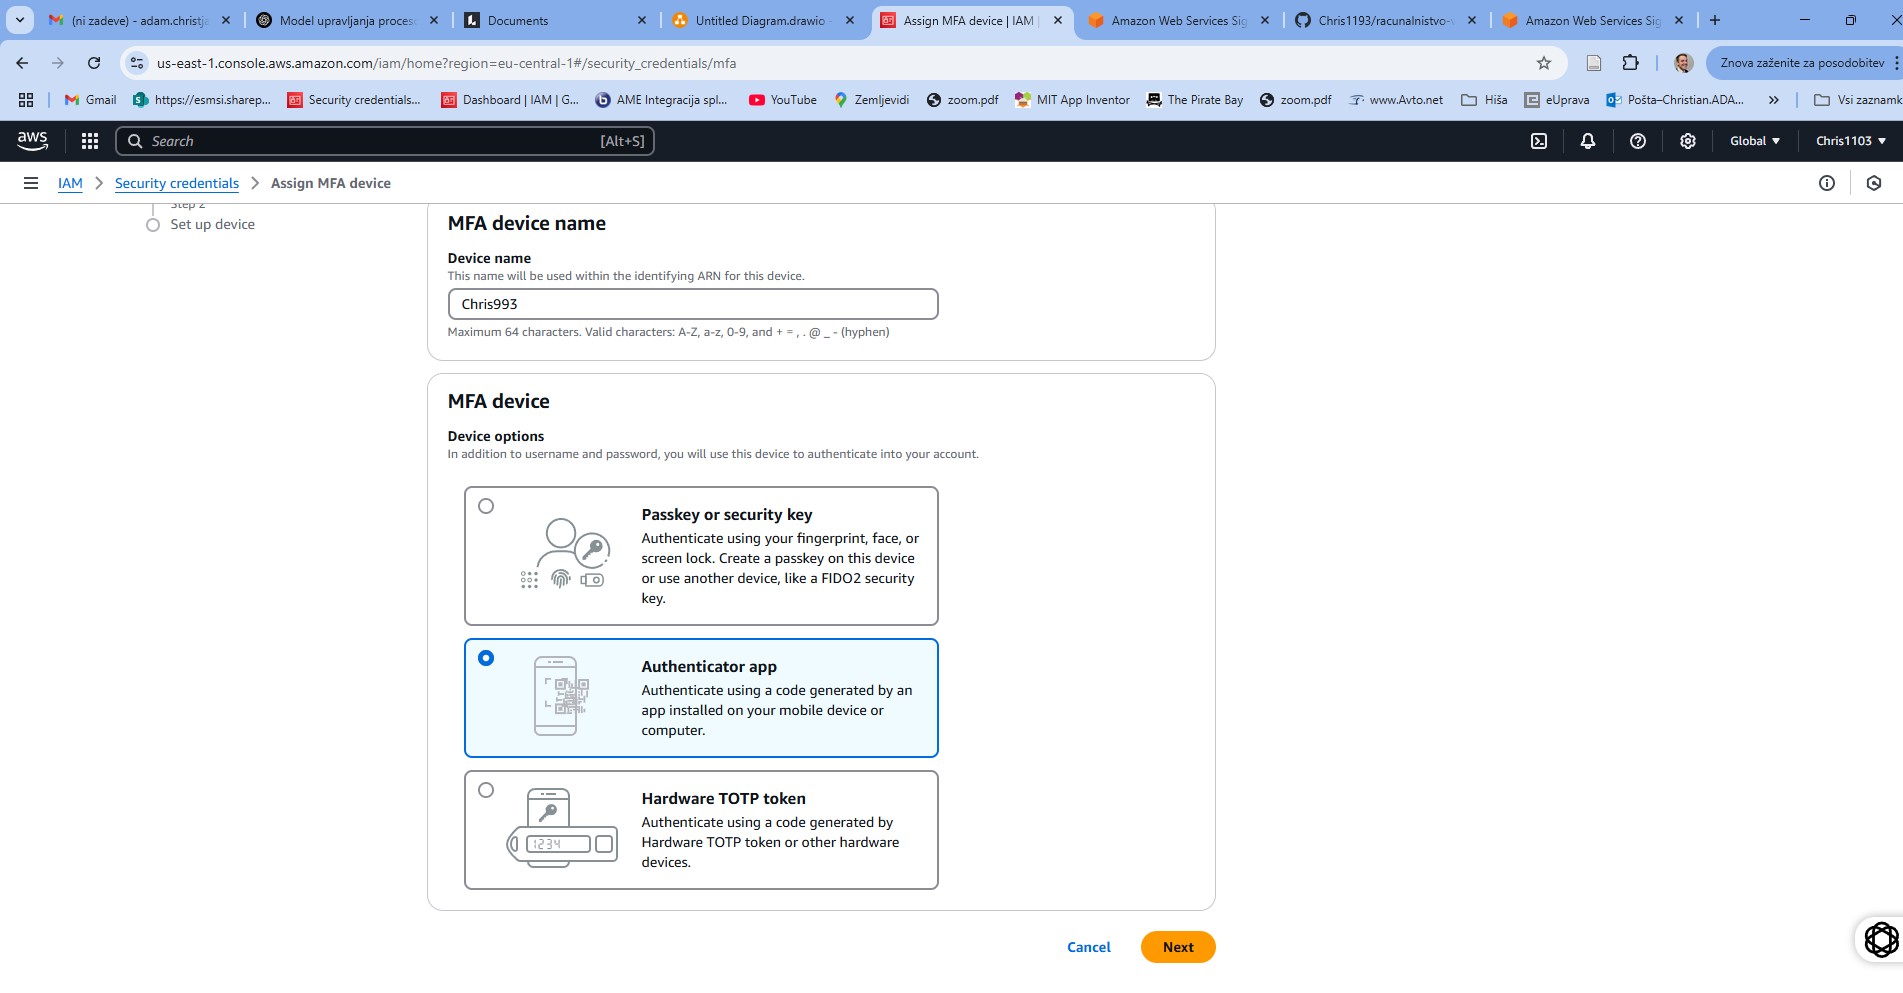 (ni zadeve) - adam.christja
Model upravljanja proces
Documents
Untitled Diagram.drawio
Assign MFA device | IAM |
Amazon Web Services Sig
Chris1193/racunalnistvo-
Amazon Web Services Sig
us-east-1.console.aws.amazon.com/iam/home?region=eu-central-1#/security_credentials/mfa
Znova zaženite za posodobitev
Gmail
https://esmsi.sharep...
Security credentials...
Dashboard | IAM | G...
AME Integracija spl...
YouTube
Zemljevidi
zoom.pdf
MIT App Inventor
The Pirate Bay
zoom.pdf
www.Avto.net
Hiša
eUprava
Pošta–Christian.ADA...
»
Vsi zaznamk
aws
Search
[Alt+S]
Global
Chris1103
IAM
Security credentials
Assign MFA device
Step 2
Set up device
MFA device name
Device name
This name will be used within the identifying ARN for this device.
Chris993
Maximum 64 characters. Valid characters: A-Z, a-z, 0-9, and + = , . @ _ - (hyphen)
MFA device
Device options
In addition to username and password, you will use this device to authenticate into your account.
Passkey or security key
Authenticate using your fingerprint, face, or
screen lock. Create a passkey on this device
or use another device, like a FIDO2 security
key.
Authenticator app
Authenticate using a code generated by an
app installed on your mobile device or
computer.
1234
Hardware TOTP token
Authenticate using a code generated by
Hardware TOTP token or other hardware
devices.
Cancel
Next